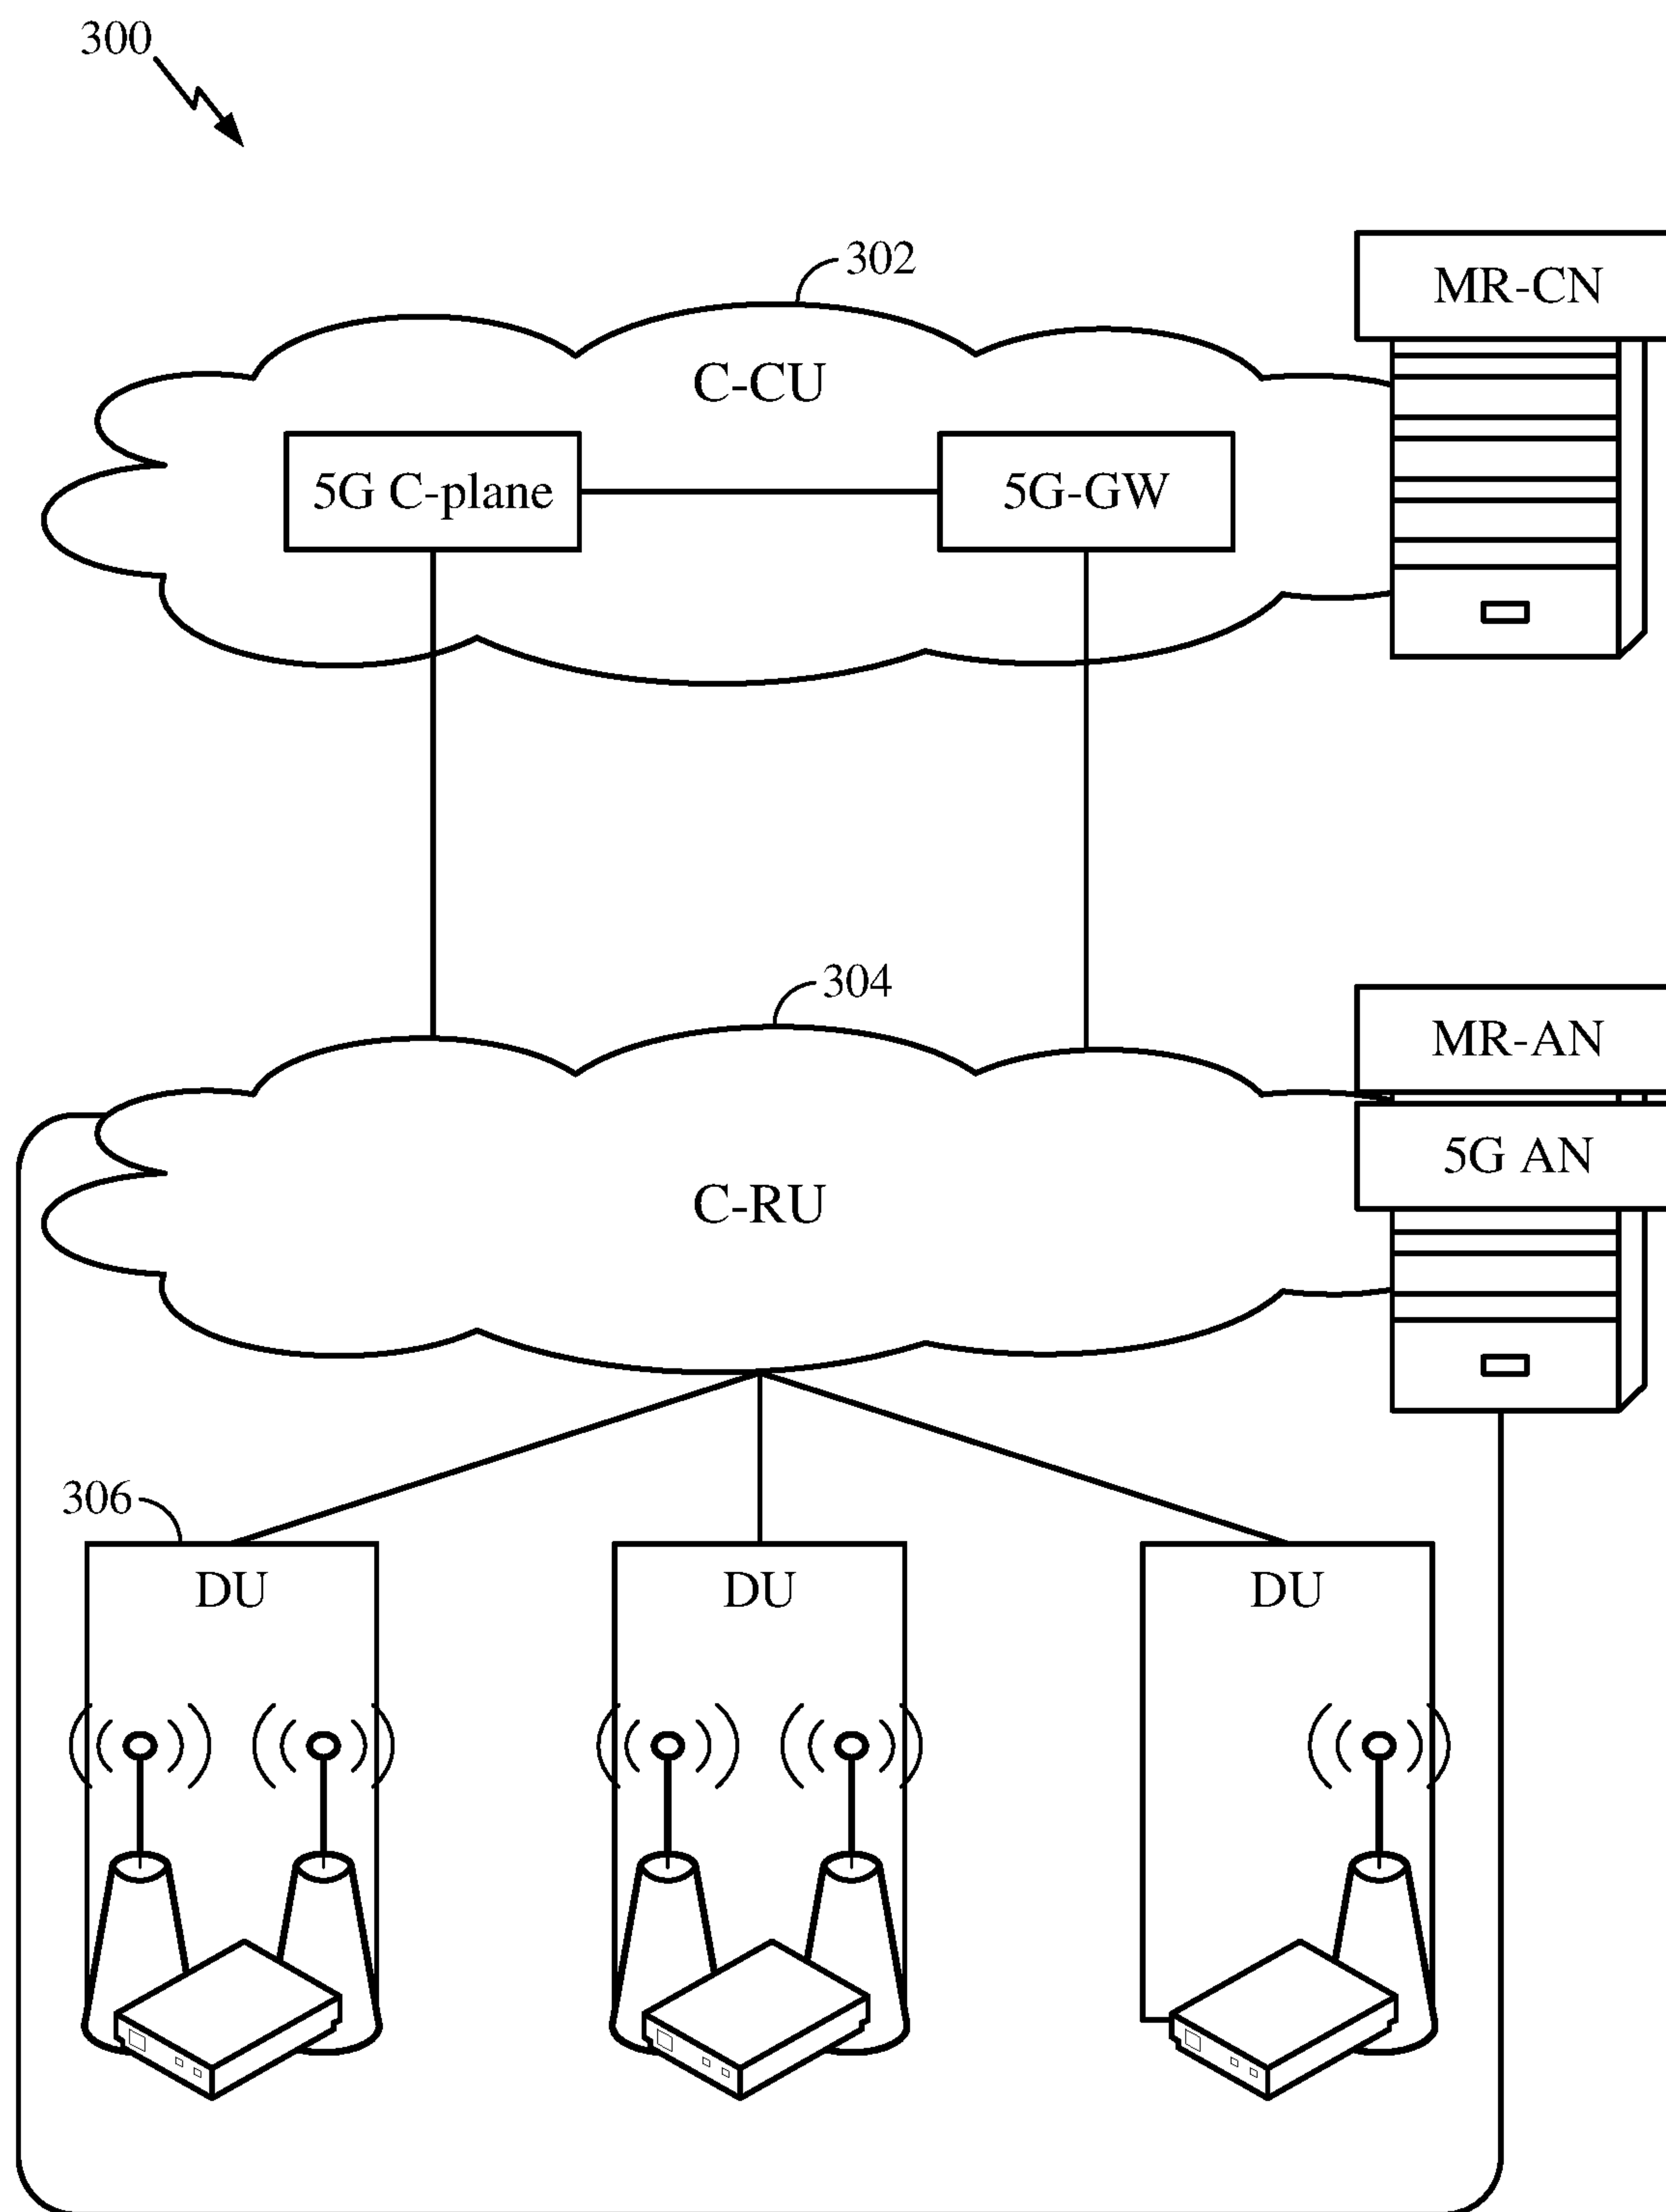 300
302
MR-CN
C-CU
5G C-plane
5G-GW
304
MR-AN
5G AN
C-RU
306
DU
DU
DU